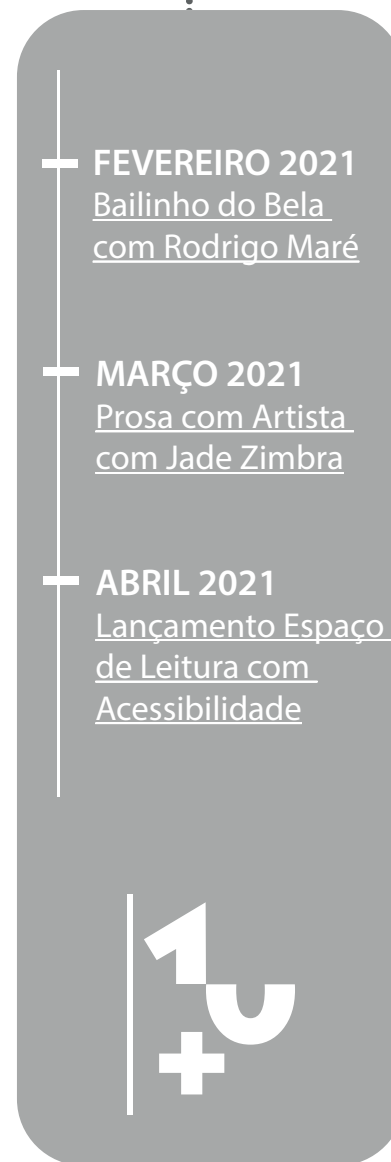 FEVEREIRO 2021
Bailinho do Bela
com Rodrigo Maré
MARÇO 2021
Prosa com Artista
com Jade Zimbra
ABRIL 2021
Lançamento Espaço
de Leitura com
Acessibilidade